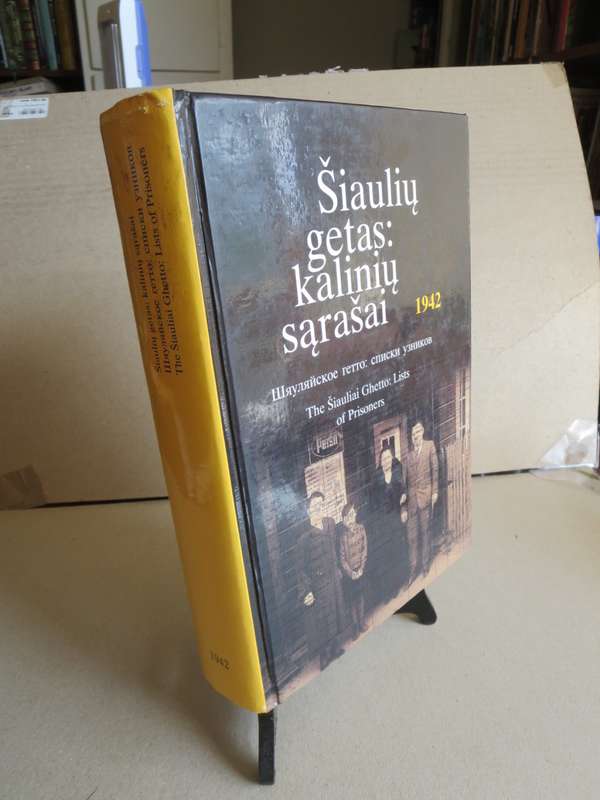 Šiaulių
getas:
kalinių
sąrašai
1942
Шяуляйское гетто: списки узников
The Šiauliai Ghetto: Lists
of Prisoners
Šiaulių getas: kalinių sąrašai
Шяуляйское гетто: списки узников
The Šiauliai Ghetto: Lists of Prisoners
1942